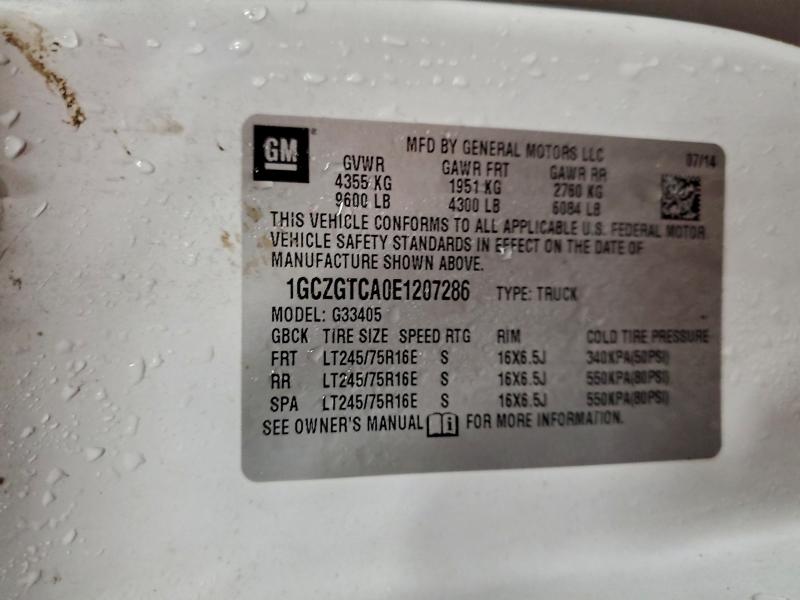 GM
MFD BY GENERAL MOTORS LLC 07/14
GVWR GAWR FRT GAWR RR
4355 KG 1951 KG 2760 KG
9600 LB 4300 LB 6084 LB
THIS VEHICLE CONFORMS TO ALL APPLICABLE U.S. FEDERAL MOTOR
VEHICLE SAFETY STANDARDS IN EFFECT ON THE DATE OF
MANUFACTURE SHOWN ABOVE.
1GCZGTCA0E1207286 TYPE: TRUCK
MODEL: G33405
GBCK TIRE SIZE SPEED RTG RIM COLD TIRE PRESSURE
FRT LT245/75R16E S 16X6.5J 340KPA(50PSI)
RR LT245/75R16E S 16X6.5J 550KPA(80PSI)
SPA LT245/75R16E S 16X6.5J 550KPA(80PSI)
SEE OWNER'S MANUAL i FOR MORE INFORMATION.